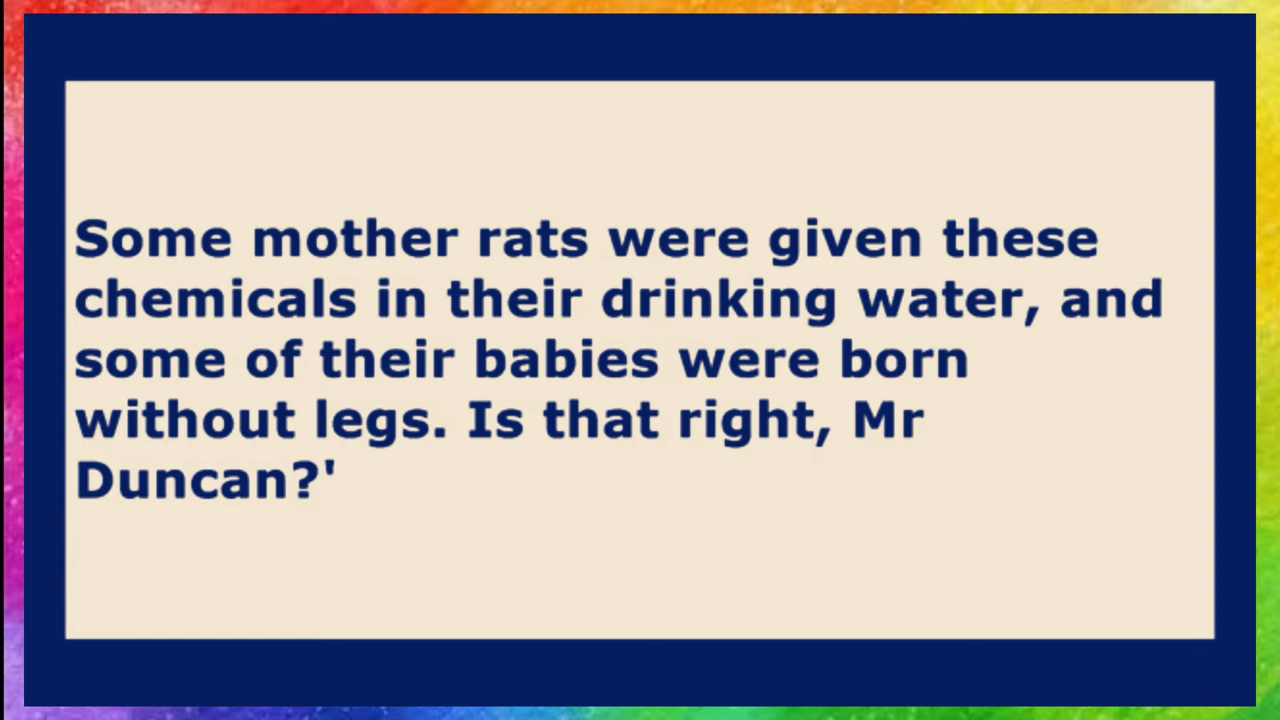 Some mother rats were given these
chemicals in their drinking water, and
some of their babies were born
without legs. Is that right, Mr
Duncan?'